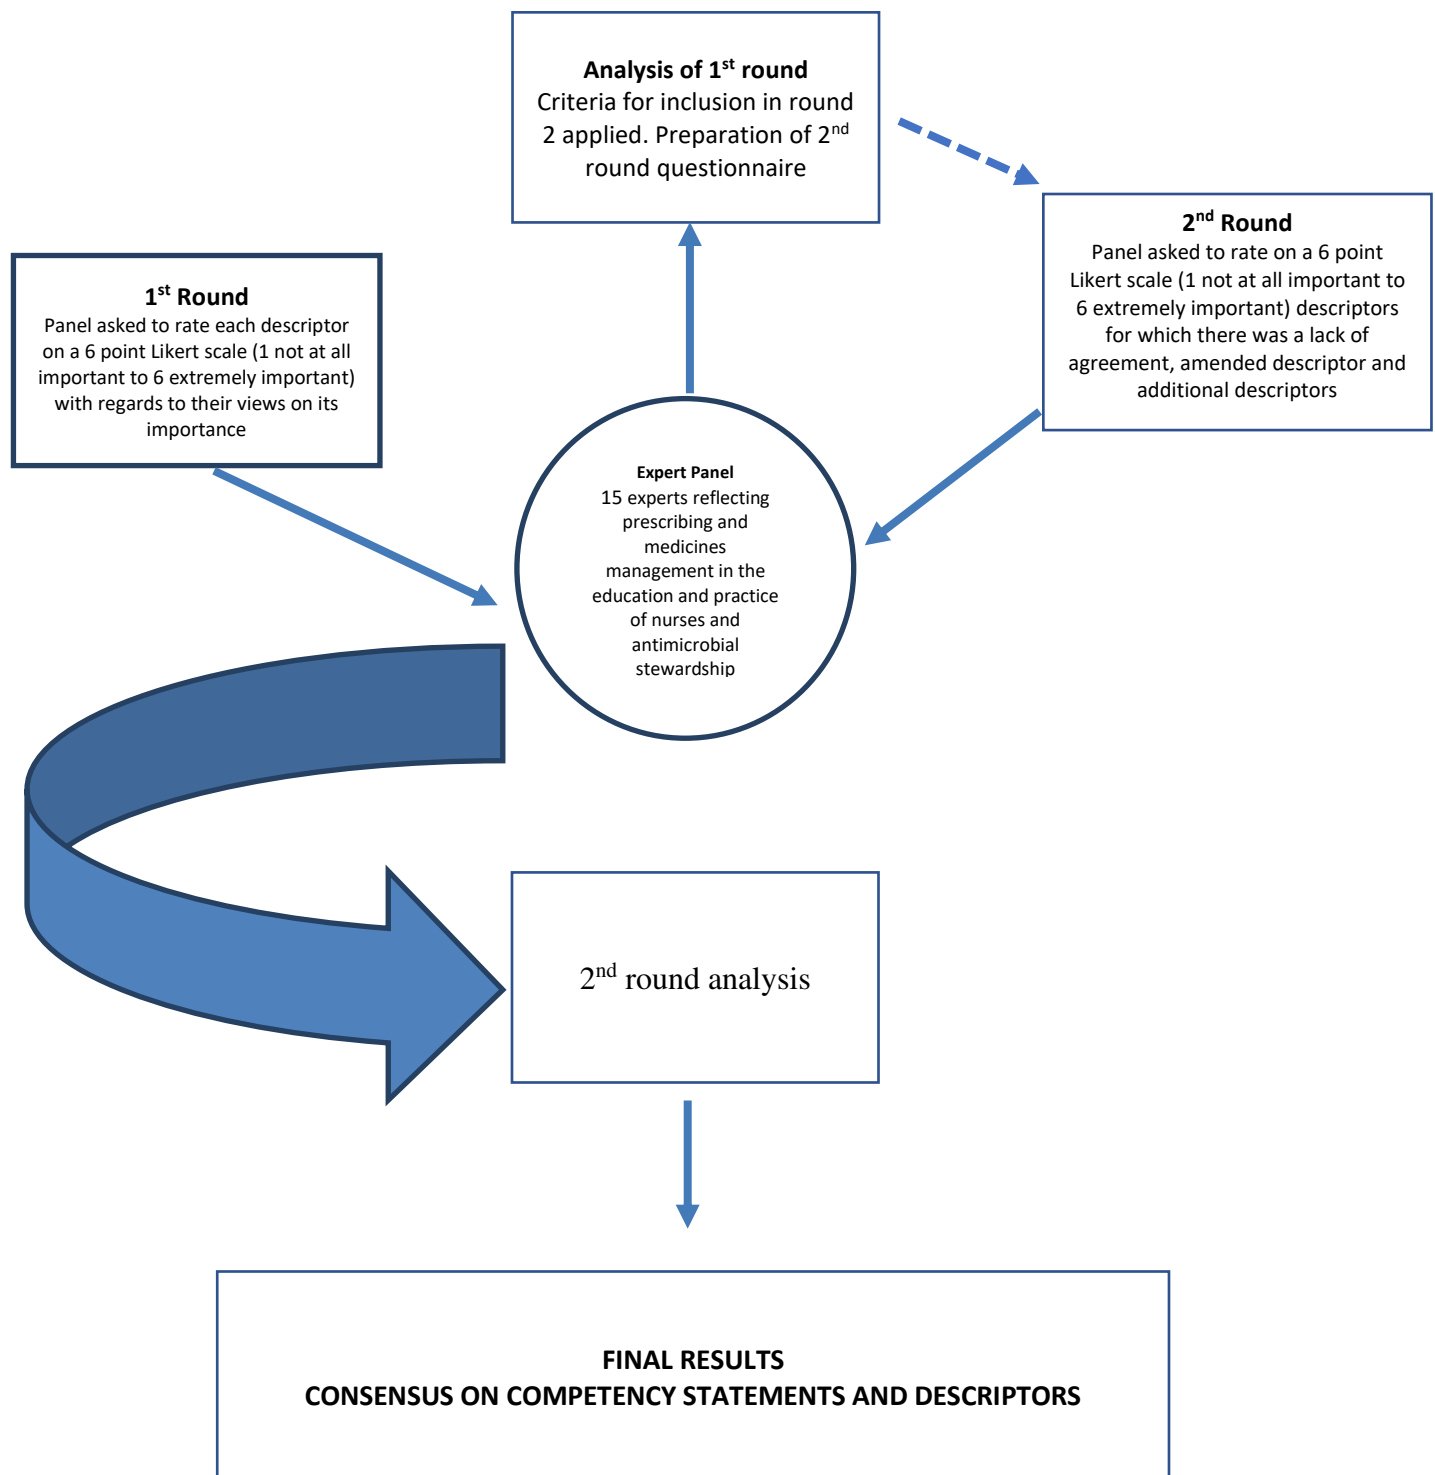 Analysis of 1st round
Criteria for inclusion in round
2 applied. Preparation of 2nd
round questionnaire
1st Round
Panel asked to rate each descriptor
on a 6 point Likert scale (1 not at all
important to 6 extremely important)
with regards to their views on its
importance
2nd Round
Panel asked to rate on a 6 point
Likert scale (1 not at all important to
6 extremely important) descriptors
for which there was a lack of
agreement, amended descriptor and
additional descriptors
Expert Panel
15 experts reflecting
prescribing and
medicines
management in the
education and practice
of nurses and
antimicrobial
stewardship
2nd round analysis
FINAL RESULTS
CONSENSUS ON COMPETENCY STATEMENTS AND DESCRIPTORS